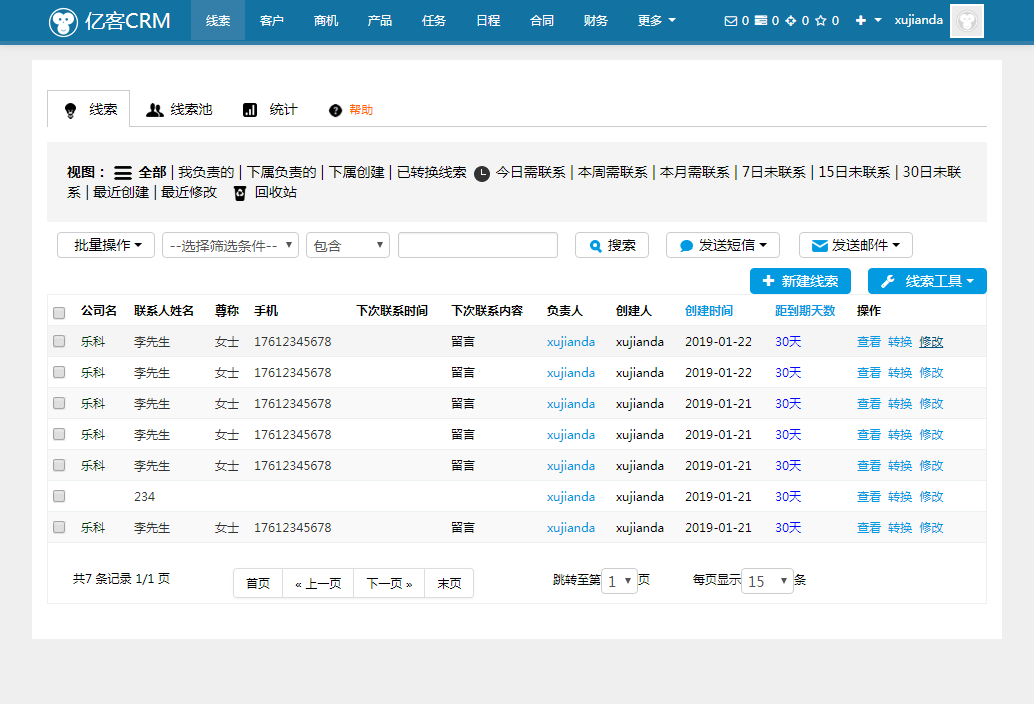 亿客CRM 线索 客户 商机 产品 任务 日程 合同 财务 更多 0 0 0 0 xujianda
线索 线索池 统计 帮助
视图： 全部 | 我负责的 | 下属负责的 | 下属创建 | 已转换线索 今日需联系 | 本周需联系 | 本月需联系 | 7日未联系 | 15日未联系 | 30日未联
系 | 最近创建 | 最近修改 回收站
批量操作 --选择筛选条件-- 包含 搜索 发送短信 发送邮件
新建线索 线索工具
公司名 联系人姓名 尊称 手机 下次联系时间 下次联系内容 负责人 创建人 创建时间 距到期天数 操作
乐科 李先生 女士 17612345678 留言 xujianda xujianda 2019-01-22 30天 查看 转换 修改
乐科 李先生 女士 17612345678 留言 xujianda xujianda 2019-01-22 30天 查看 转换 修改
乐科 李先生 女士 17612345678 留言 xujianda xujianda 2019-01-21 30天 查看 转换 修改
乐科 李先生 女士 17612345678 留言 xujianda xujianda 2019-01-21 30天 查看 转换 修改
乐科 李先生 女士 17612345678 留言 xujianda xujianda 2019-01-21 30天 查看 转换 修改
234 xujianda xujianda 2019-01-21 30天 查看 转换 修改
乐科 李先生 女士 17612345678 留言 xujianda xujianda 2019-01-21 30天 查看 转换 修改
共7 条记录 1/1 页 首页 « 上一页 下一页 » 末页 跳转至第 1 页 每页显示 15 条